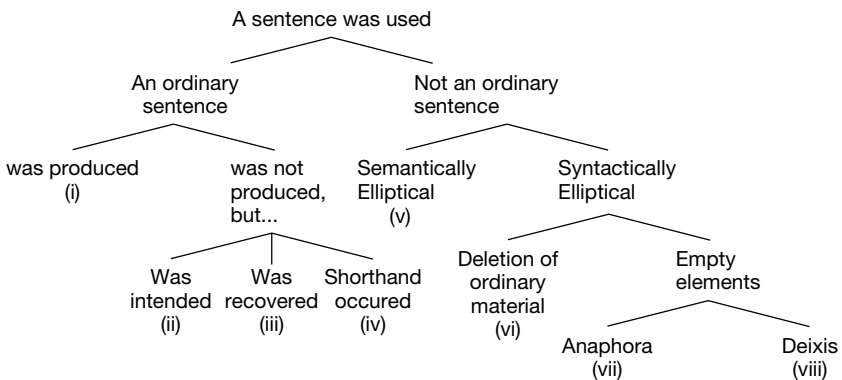 A sentence was used
An ordinary
sentence
Not an ordinary
sentence
was produced
(i)
was not
produced,
but...
Semantically
Elliptical
(v)
Syntactically
Elliptical
Was
intended
(ii)
Was
recovered
(iii)
Shorthand
occured
(iv)
Deletion of
ordinary
material
(vi)
Empty
elements
Anaphora
(vii)
Deixis
(viii)